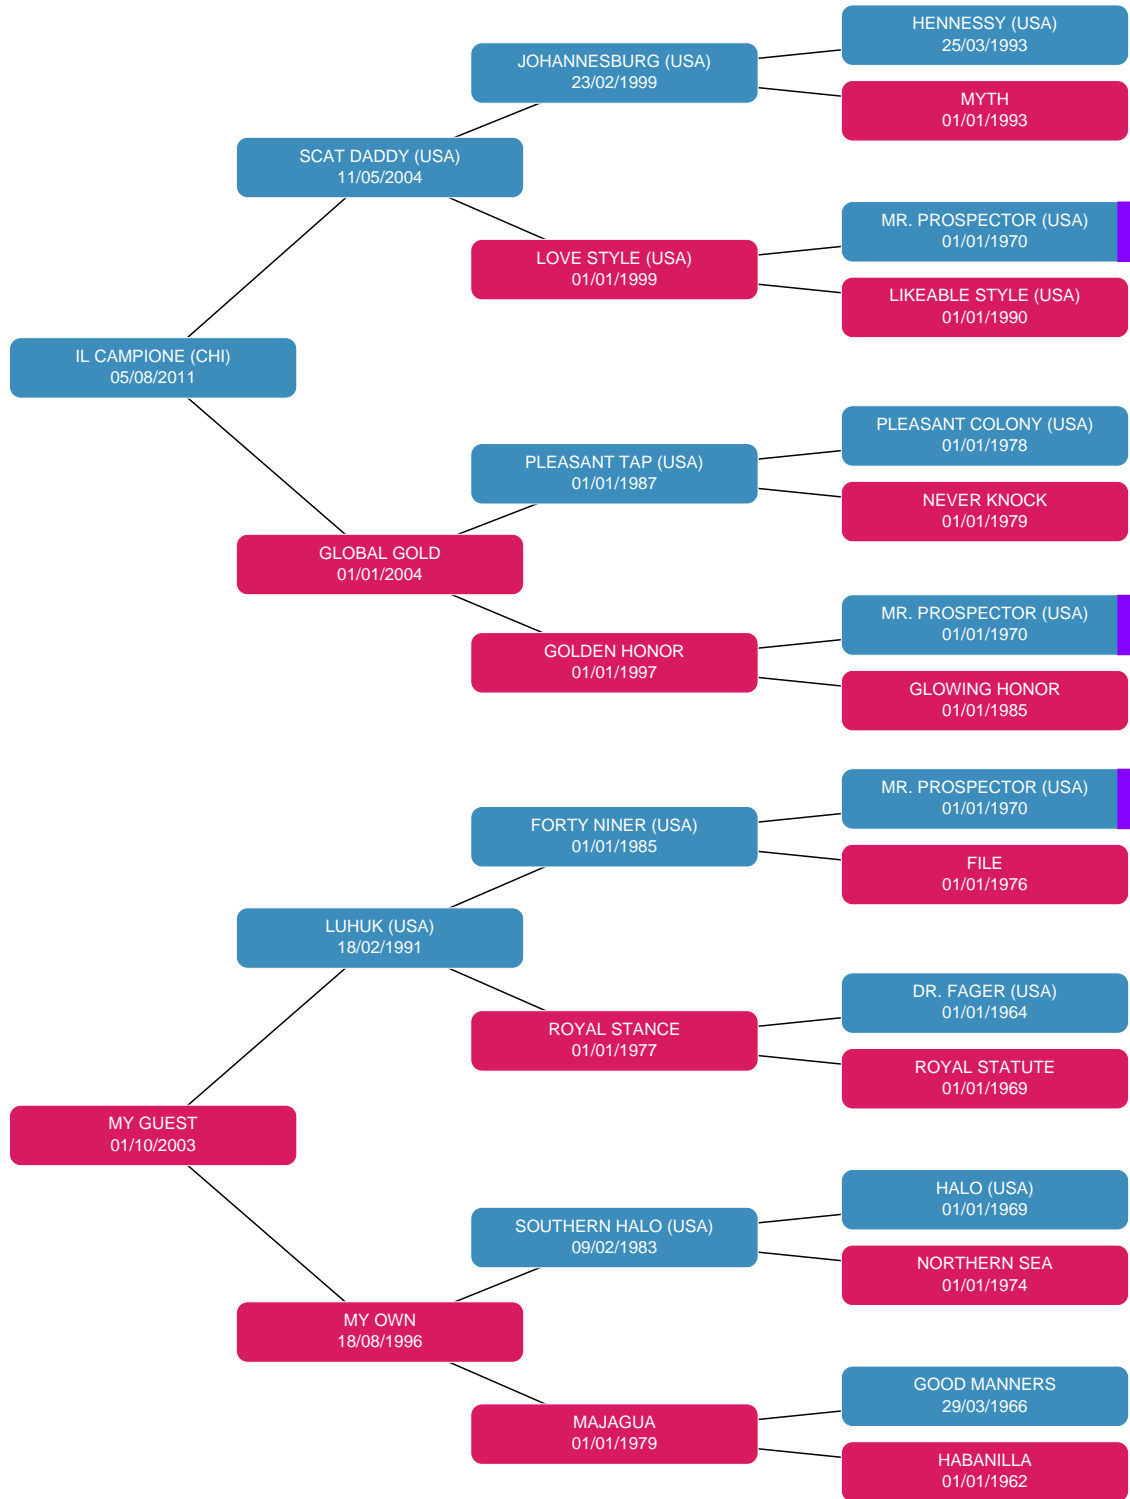 HENNESSY (USA)
25/03/1993
JOHANNESBURG (USA)
23/02/1999
MYTH
01/01/1993
SCAT DADDY (USA)
11/05/2004
MR. PROSPECTOR (USA)
01/01/1970
LOVE STYLE (USA)
01/01/1999
LIKEABLE STYLE (USA)
01/01/1990
IL CAMPIONE (CHI)
05/08/2011
PLEASANT COLONY (USA)
01/01/1978
PLEASANT TAP (USA)
01/01/1987
NEVER KNOCK
01/01/1979
GLOBAL GOLD
01/01/2004
MR. PROSPECTOR (USA)
01/01/1970
GOLDEN HONOR
01/01/1997
GLOWING HONOR
01/01/1985
MR. PROSPECTOR (USA)
01/01/1970
FORTY NINER (USA)
01/01/1985
FILE
01/01/1976
LUHUK (USA)
18/02/1991
DR. FAGER (USA)
01/01/1964
ROYAL STANCE
01/01/1977
ROYAL STATUTE
01/01/1969
MY GUEST
01/10/2003
HALO (USA)
01/01/1969
SOUTHERN HALO (USA)
09/02/1983
NORTHERN SEA
01/01/1974
MY OWN
18/08/1996
GOOD MANNERS
29/03/1966
MAJAGUA
01/01/1979
HABANILLA
01/01/1962